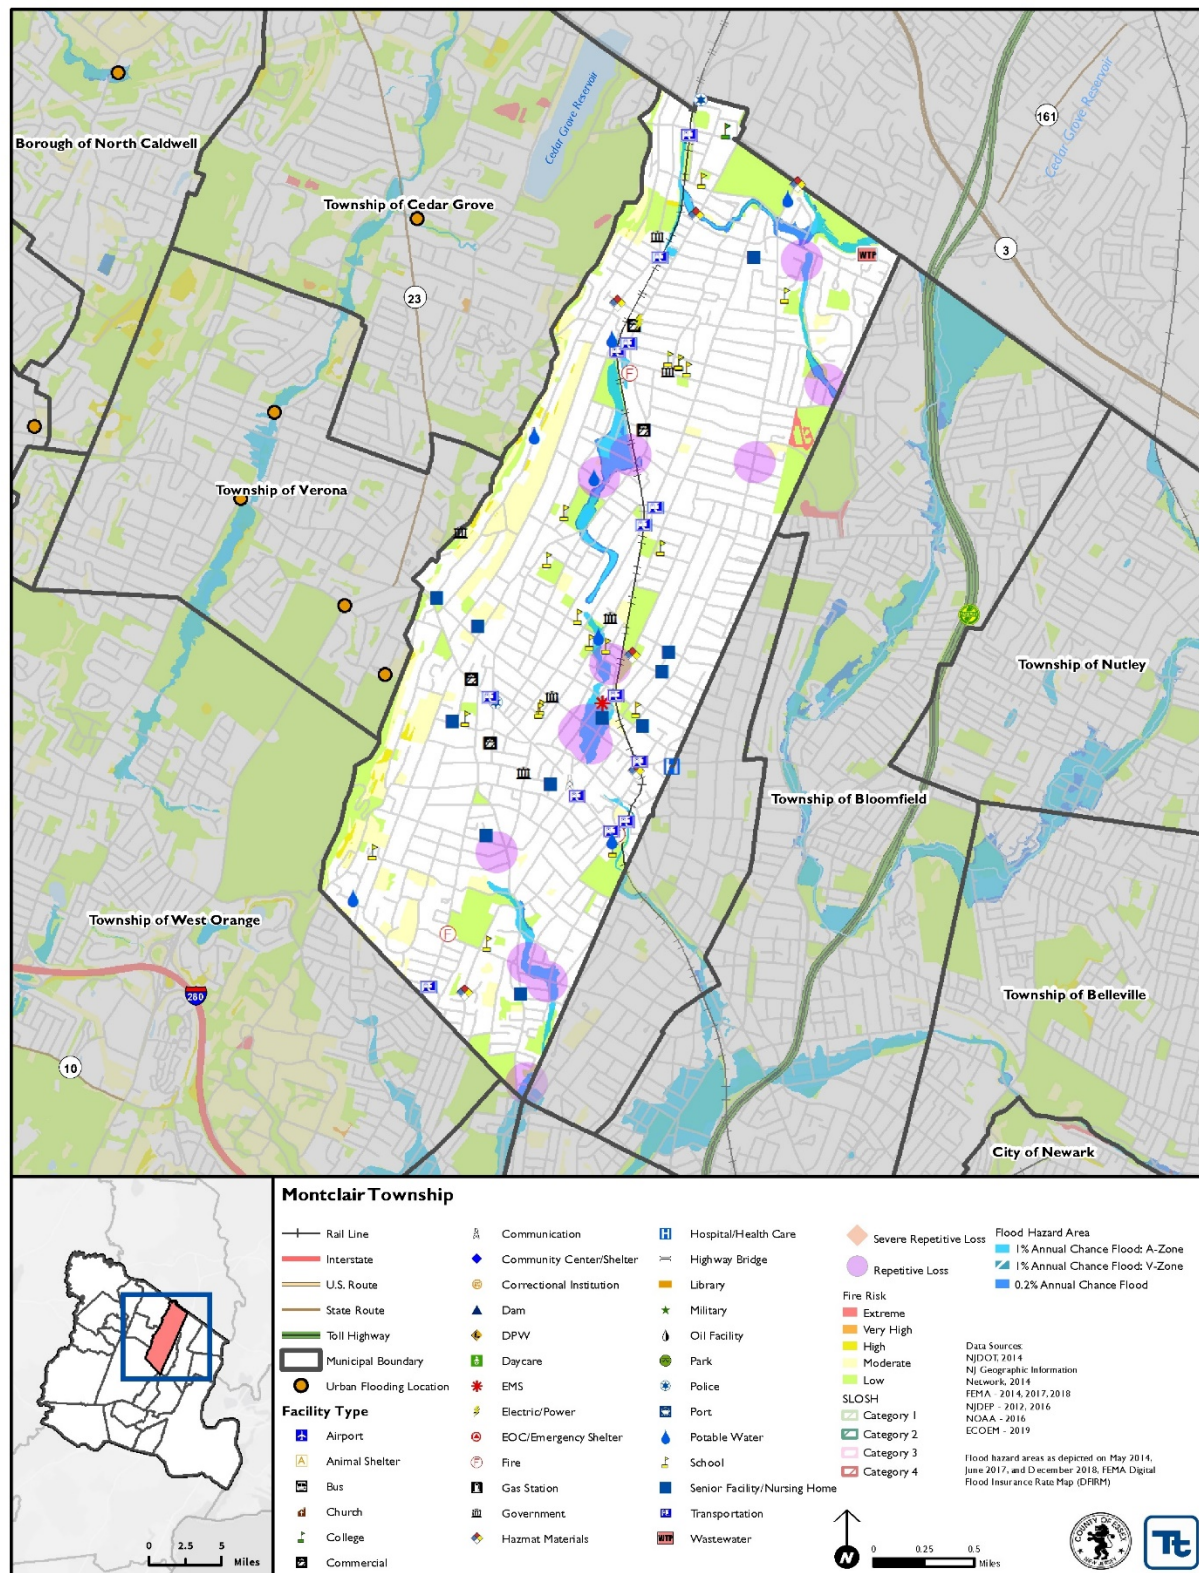 Cedar Grove Reservoir
161
Cedar Grove Reservoir
Borough of North Caldwell
Township of Cedar Grove
3
WTP
23
F
Township of Verona
Township of Nutley
Township of Bloomfield
Township of West Orange
F
280
Township of Belleville
10
City of Newark
0 2.5 5
Miles
Montclair Township
Rail Line
Interstate
U.S. Route
State Route
Toll Highway
Municipal Boundary
Urban Flooding Location
Facility Type
Airport
Animal Shelter
Bus
Church
College
Commercial
Communication
Community Center/Shelter
Correctional Institution
Dam
DPW
Daycare
EMS
Electric/Power
EOC/Emergency Shelter
F Fire
Gas Station
Government
Hazmat Materials
H Hospital/Health Care
Highway Bridge
Library
Military
Oil Facility
Park
Police
Port
Potable Water
School
Senior Facility/Nursing Home
Transportation
WTP Wastewater
Severe Repetitive Loss
Repetitive Loss
Fire Risk
Extreme
Very High
High
Moderate
Low
SLOSH
Category 1
Category 2
Category 3
Category 4
Flood Hazard Area
1% Annual Chance Flood: A-Zone
1% Annual Chance Flood: V-Zone
0.2% Annual Chance Flood
Data Sources:
NJDOT, 2014
NJ Geographic Information
Network, 2014
FEMA - 2014, 2017, 2018
NJDEP - 2012, 2016
NOAA - 2016
ECOEM - 2019
Flood hazard areas as depicted on May 2014,
June 2017, and December 2018, FEMA Digital
Flood Insurance Rate Map (DFIRM)
N
0 0.25 0.5
Miles
COUNTY OF ESSEX
NEW JERSEY
Tt